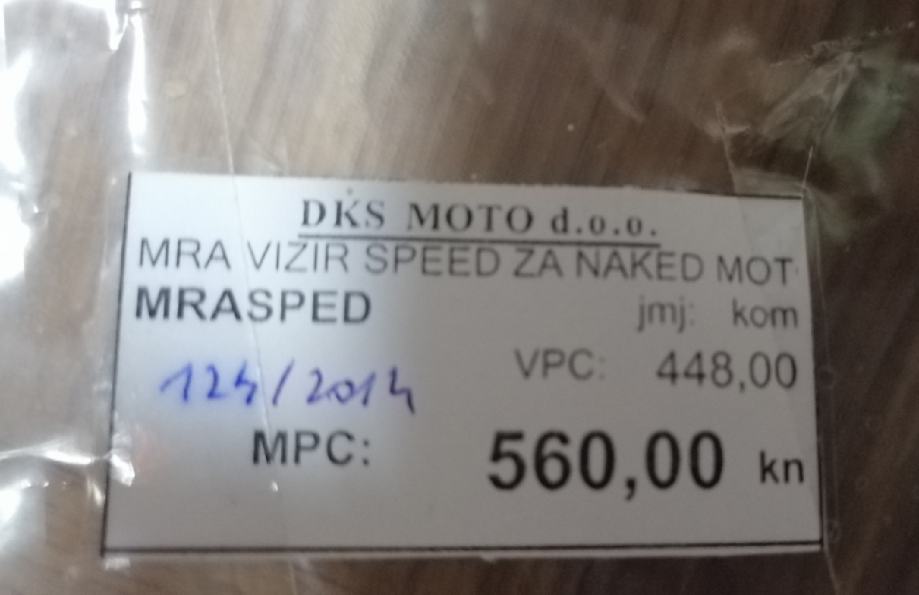 DKS MOTO d.o.o.
MRA VIZIR SPEED ZA NAKED MOT
MRASPED jmj: kom
124/2014 VPC: 448,00
MPC: 560,00 kn